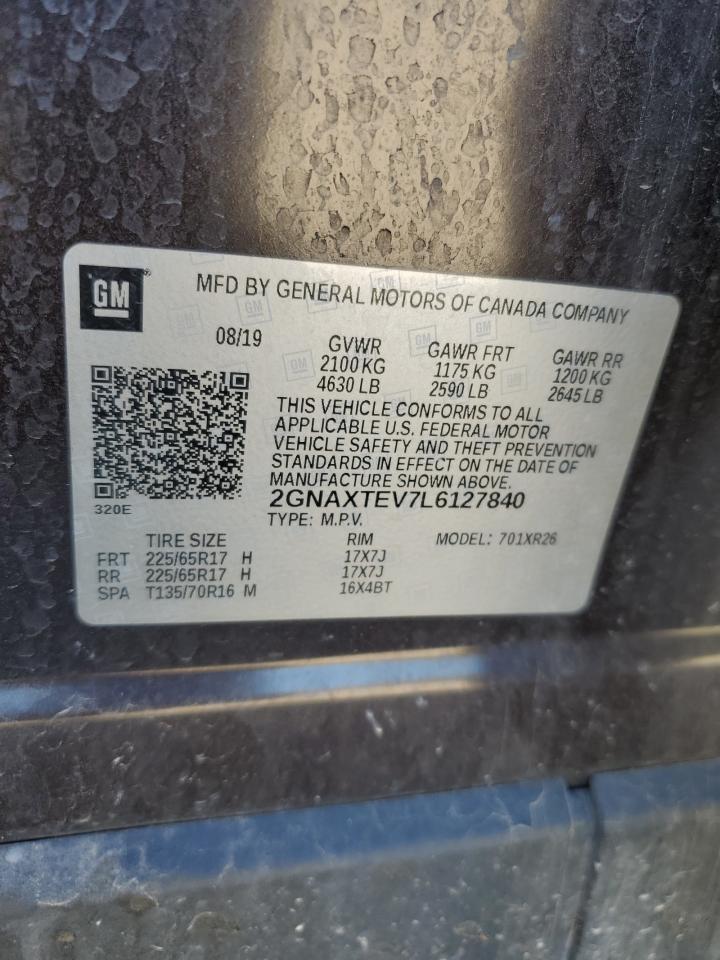 GM
MFD BY GENERAL MOTORS OF CANADA COMPANY
08/19
GVWR GAWR FRT GAWR RR
2100 KG 1175 KG 1200 KG
4630 LB 2590 LB 2645 LB
THIS VEHICLE CONFORMS TO ALL
APPLICABLE U.S. FEDERAL MOTOR
VEHICLE SAFETY AND THEFT PREVENTION
STANDARDS IN EFFECT ON THE DATE OF
MANUFACTURE SHOWN ABOVE.
320E
2GNAXTEV7L6127840
TYPE: M.P.V.
TIRE SIZE RIM MODEL: 701XR26
FRT 225/65R17 H 17X7J
RR 225/65R17 H 17X7J
SPA T135/70R16 M 16X4BT